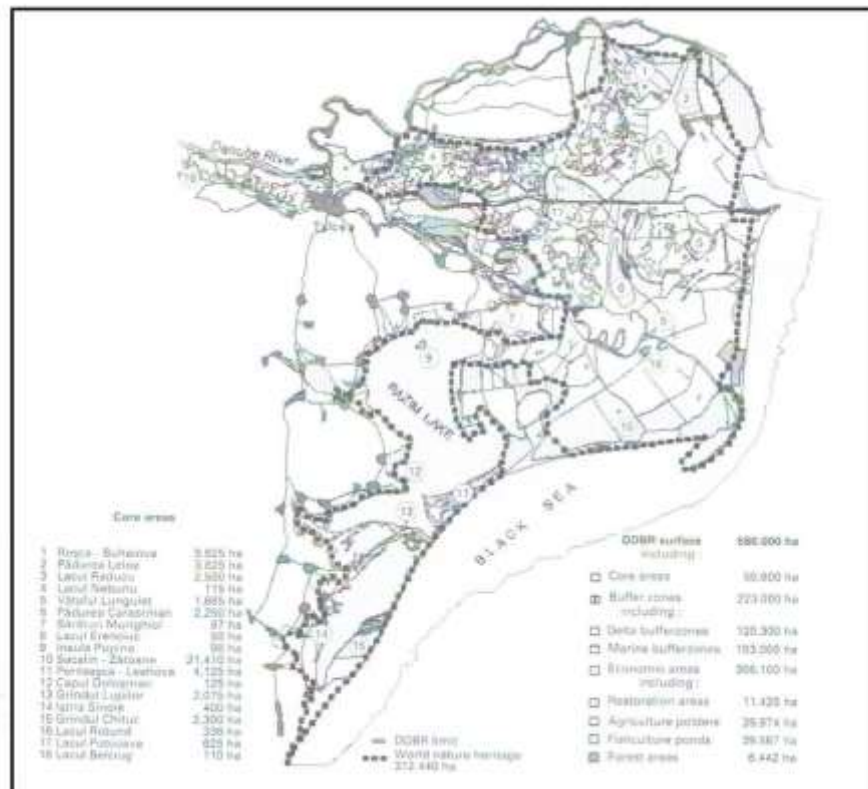 Danube River
RAZIM LAKE
BLACK SEA
Core areas
1 Roşca - Buhaiova 9.625 ha
2 Pădurea Letea 2.825 ha
3 Lacul Răducu 2.500 ha
4 Lacul Nebunu 115 ha
5 Vătafu Lunguleţ 1.665 ha
6 Pădurea Caraorman 2.250 ha
7 Sărături Murighiol 87 ha
8 Lacul Erenciuc 50 ha
9 Insula Popina 98 ha
10 Sacalin - Zătoane 21.410 ha
11 Periteaşca - Leahova 4.125 ha
12 Capul Doloşman 125 ha
13 Grindul Lupilor 2.075 ha
14 Istria Sinoie 400 ha
15 Grindul Chituc 2.300 ha
16 Lacul Rotund 228 ha
17 Lacul Potcoava 625 ha
18 Lacul Belciug 110 ha
DDBR limit
World nature heritage
312.440 ha
DDBR surface 580.000 ha
including :
Core areas 50.600 ha
Buffer zones 223.000 ha
including :
Delta bufferzones 120.300 ha
Marine bufferzones 103.000 ha
Economic areas 306.100 ha
including :
Restoration areas 11.425 ha
Agriculture polders 39.974 ha
Fishculture ponds 39.567 ha
Forest areas 6.442 ha